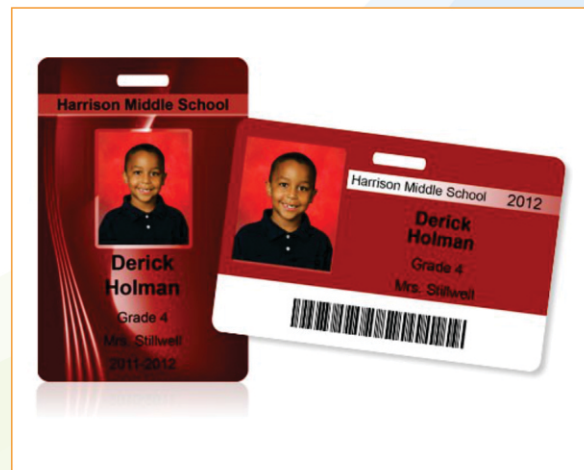 Harrison Middle School
Derick
Holman
Grade 4
Mrs. Stillwell
2011-2012
Harrison Middle School 2012
Derick
Holman
Grade 4
Mrs. Stillwell